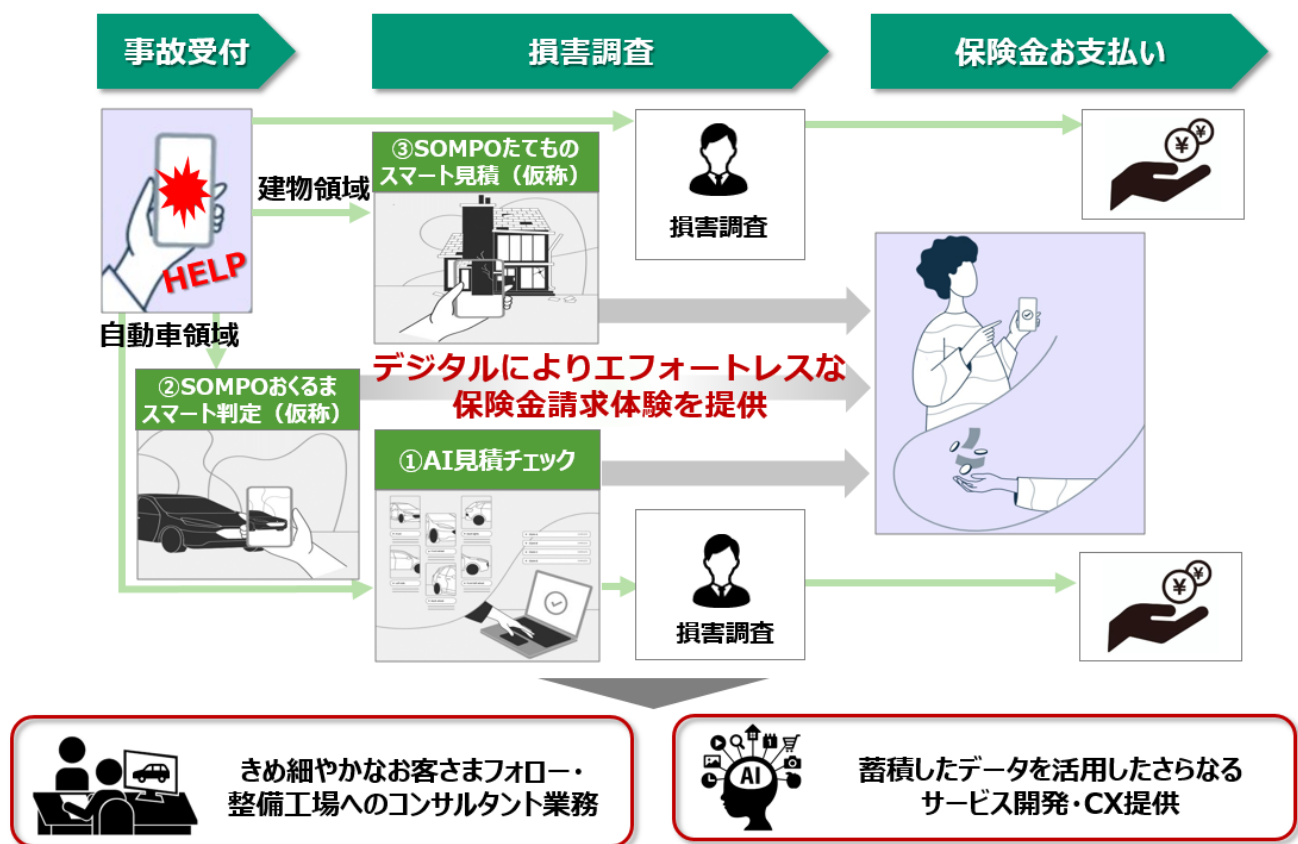 事故受付
損害調査
保険金お支払い
③SOMPOたてもの
スマート見積（仮称）
建物領域
HELP
損害調査
自動車領域
②SOMPOおくるま
スマート判定（仮称）
デジタルによりエフォートレスな
保険金請求体験を提供
①AI見積チェック
損害調査
きめ細やかなお客さまフォロー・
整備工場へのコンサルタント業務
AI
蓄積したデータを活用したさらなる
サービス開発・CX提供